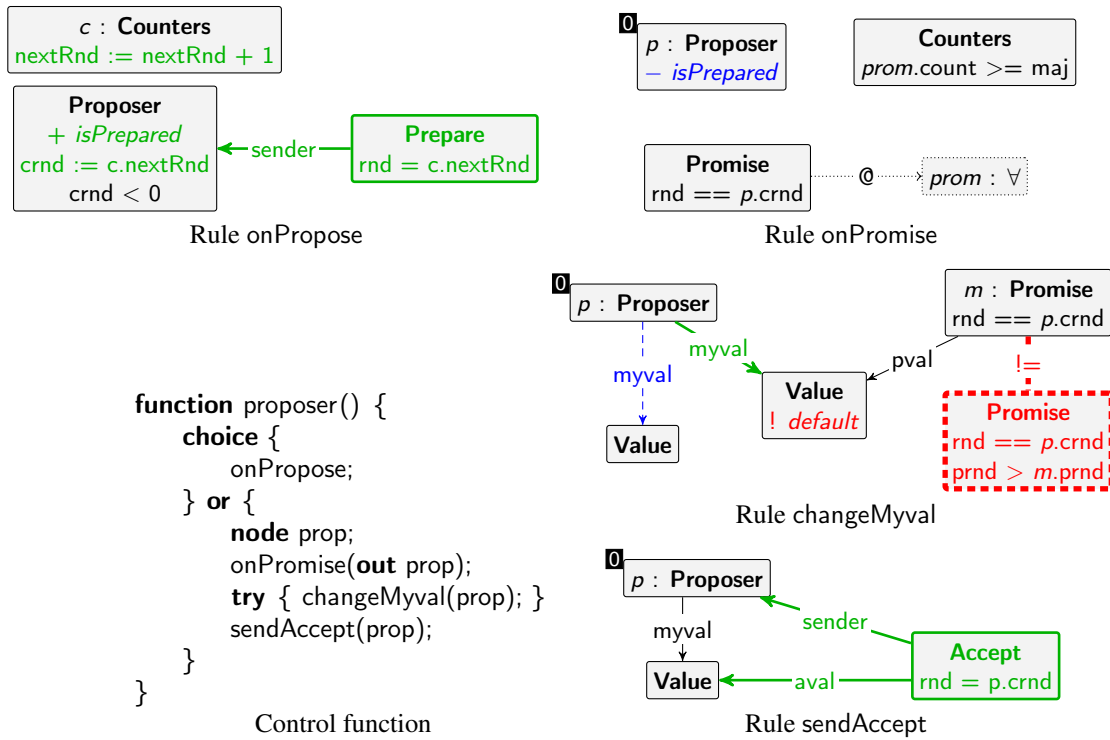 c : Counters
nextRnd := nextRnd + 1
Proposer
+ isPrepared
crnd := c.nextRnd
crnd < 0
sender
Prepare
rnd = c.nextRnd
Rule onPropose
0
p : Proposer
− isPrepared
Counters
prom.count >= maj
Promise
rnd == p.crnd
@
prom : ∀
Rule onPromise
0
p : Proposer
myval
myval
Value
Value
! default
pval
m : Promise
rnd == p.crnd
!=
Promise
rnd == p.crnd
prnd > m.prnd
Rule changeMyval
function proposer() {
choice {
onPropose;
} or {
node prop;
onPromise(out prop);
try { changeMyval(prop); }
sendAccept(prop);
}
}
Control function
0
p : Proposer
myval
Value
sender
aval
Accept
rnd = p.crnd
Rule sendAccept